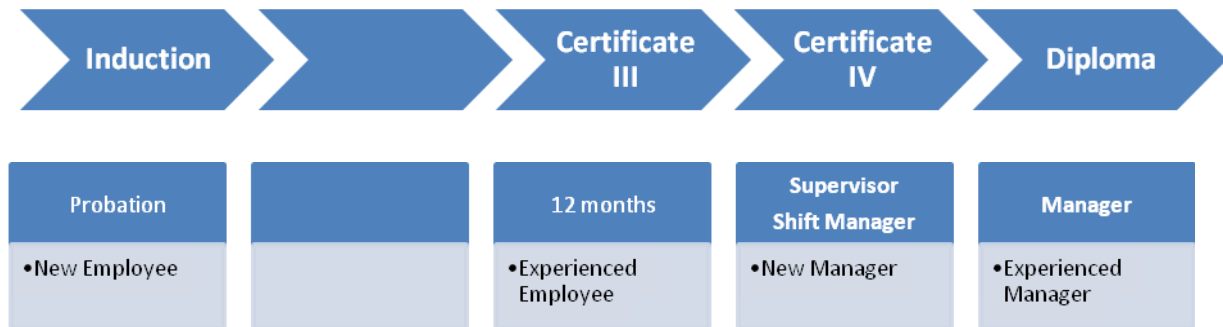 Induction
Certificate
III
Certificate
IV
Diploma
Probation
12 months
Supervisor
Shift Manager
Manager
•New Employee
•Experienced
Employee
•New Manager
•Experienced
Manager